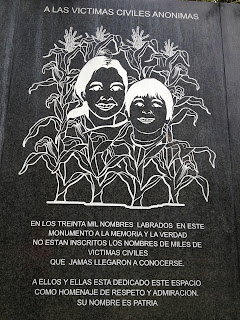 A LAS VICTIMAS CIVILES ANONIMAS
EN LOS TREINTA MIL NOMBRES LABRADOS EN ESTE
MONUMENTO A LA MEMORIA Y LA VERDAD
NO ESTAN INSCRITOS LOS NOMBRES DE MILES DE
VICTIMAS CIVILES
QUE JAMAS LLEGARON A CONOCERSE.
A ELLOS Y ELLAS ESTA DEDICADO ESTE ESPACIO
COMO HOMENAJE DE RESPETO Y ADMIRACION.
SU NOMBRE ES PATRIA